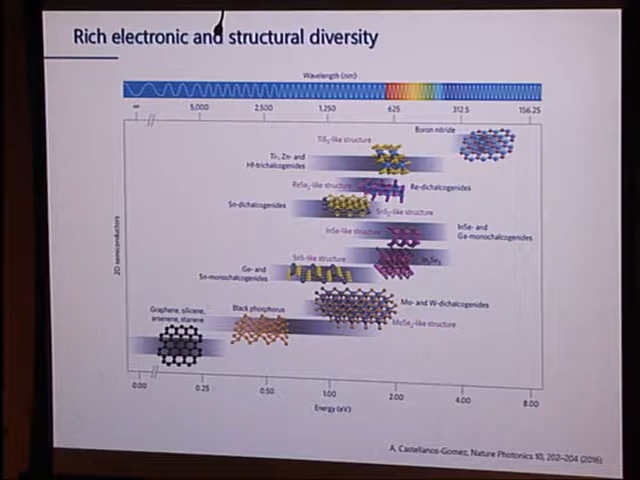 Rich electronic and structural diversity
Wavelength (nm)
∞ 5,000 2,500 1,250 625 312.5 156.25
Boron nitride
TiS3-like structure
Ti-, Zn- and
Hf-trichalcogenides
ReSe2-like structure
Re-dichalcogenides
Sn-dichalcogenides
SnS2-like structure
InSe-like structure
InSe- and
Ga-monochalcogenides
SnS-like structure
In2Se3
Ge- and
Sn-monochalcogenides
Mo- and W-dichalcogenides
MoSe2-like structure
Black phosphorus
Graphene, silicene,
arsenene, stanene
2D semiconductors
0.00 0.25 0.50 1.00 2.00 4.00 8.00
Energy (eV)
A. Castellanos-Gomez, Nature Photonics 10, 202–204 (2016)